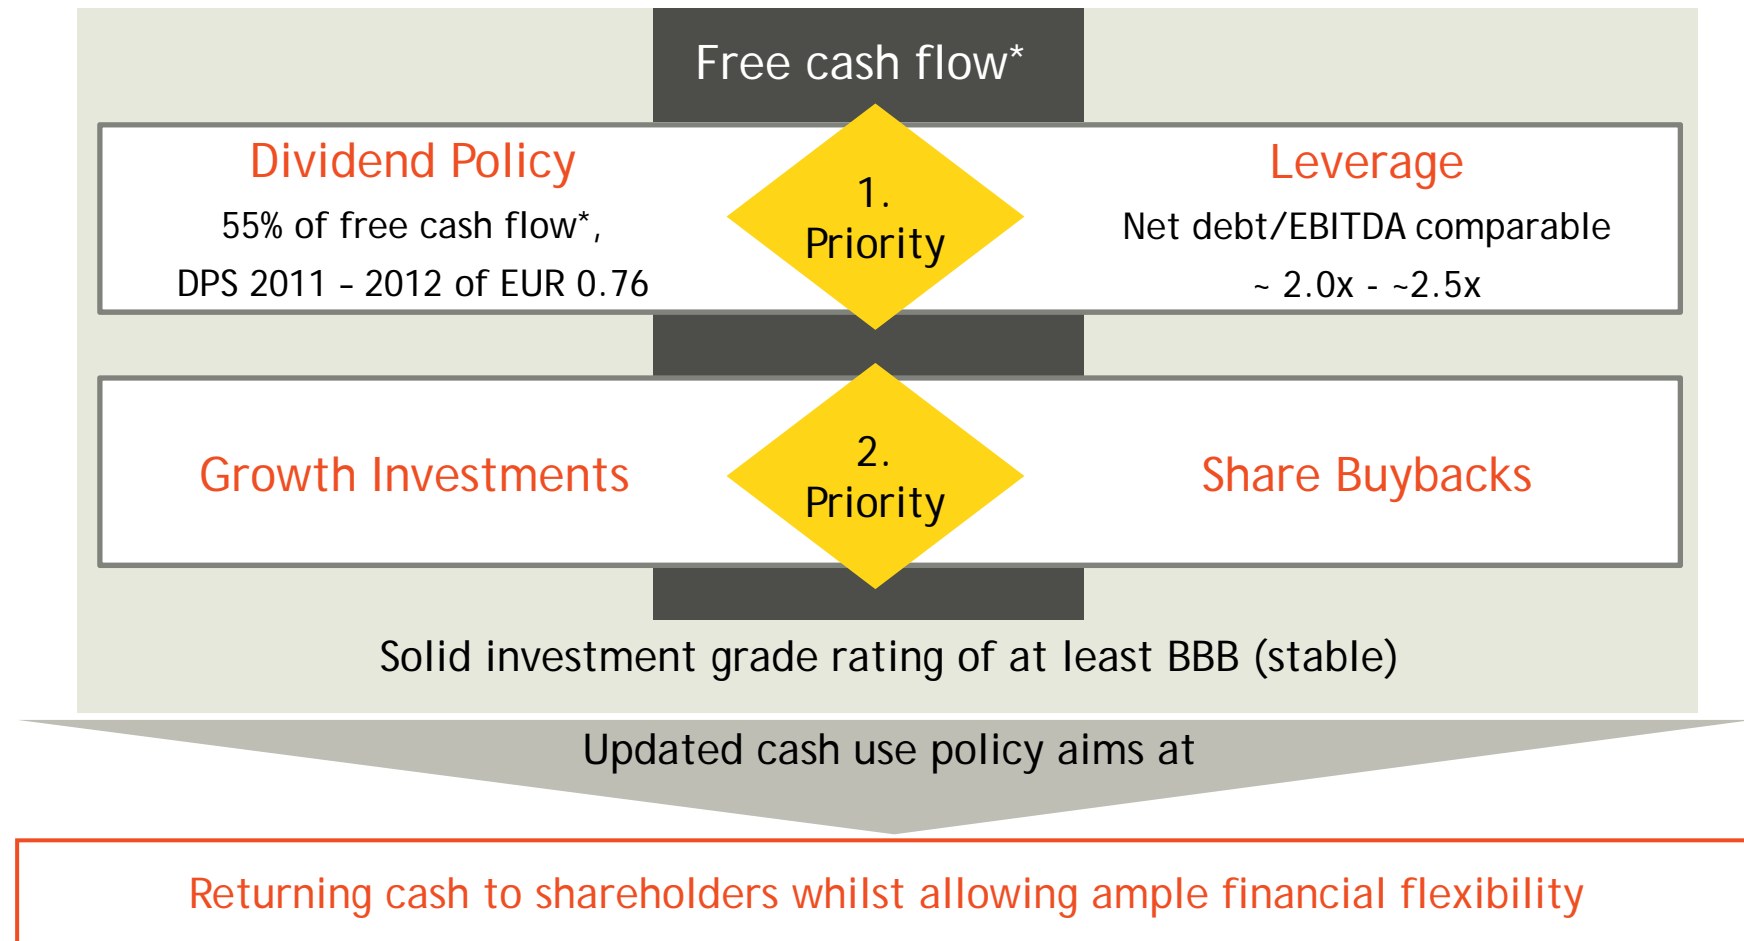 Free cash flow*
Dividend Policy
55% of free cash flow*,
DPS 2011 – 2012 of EUR 0.76
1.
Priority
Leverage
Net debt/EBITDA comparable
~ 2.0x - ~2.5x
Growth Investments
2.
Priority
Share Buybacks
Solid investment grade rating of at least BBB (stable)
Updated cash use policy aims at
Returning cash to shareholders whilst allowing ample financial flexibility